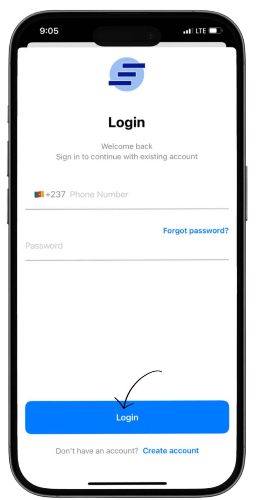 9:05
LTE
Login
Welcome back
Sign in to continue with existing account
+237 Phone Number
Forgot password?
Password
Login
Don't have an account? Create account